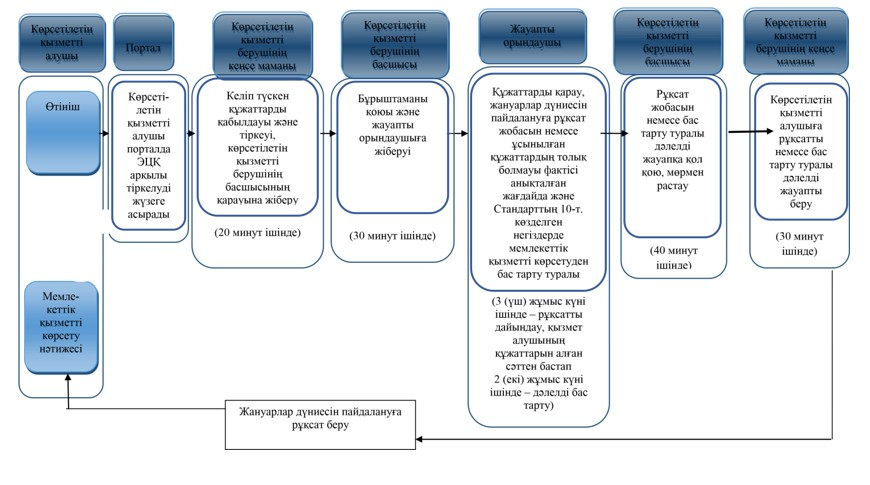 Көрсетілетін
қызметті
алушы
Өтініш
Мемле-
кеттік
қызметті
көрсету
нәтижесі
Портал
Көрсеті-
летін
қызметті
алушы
порталда
ЭЦҚ
арқылы
тіркелуді
жүзеге
асырады
Көрсетілетін
қызметті
берушінің
кеңсе маманы
Келіп түскен
құжаттарды
қабылдауы және
тіркеуі,
көрсетілетін
қызметті
берушінің
басшысының
қарауына жіберу
(20 минут ішінде)
Көрсетілетін
қызметті
берушінің
басшысы
Бұрыштаманы
қоюы және
жауапты
орындаушыға
жіберуі
(30 минут ішінде)
Жауапты
орындаушы
Құжаттарды қарау,
жануарлар дүниесін
пайдалануға рұқсат
жобасын немесе
ұсынылған
құжаттардың толық
болмауы фактісі
анықталған
жағдайда және
Стандарттың 10-т.
көзделген
негіздерде
мемлекеттік
қызметті көрсетуден
бас тарту туралы
(3 (үш) жұмыс күні
ішінде – рұқсатты
дайындау, қызмет
алушының
құжаттарын алған
сәттен бастап
2 (екі) жұмыс күні
ішінде – дәлелді бас
тарту)
Көрсетілетін
қызметті
берушінің
басшысы
Рұқсат
жобасын
немесе бас
тарту туралы
дәлелді
жауапқа қол
қою, мөрмен
растау
(40 минут
ішінде)
Көрсетілетін
қызметті
берушінің кеңсе
маманы
Көрсетілетін
қызметті
алушыға
рұқсатты
немесе бас
тарту туралы
дәлелді
жауапты
беру
(30 минут
ішінде)
Жануарлар дүниесін пайдалануға
рұқсат беру